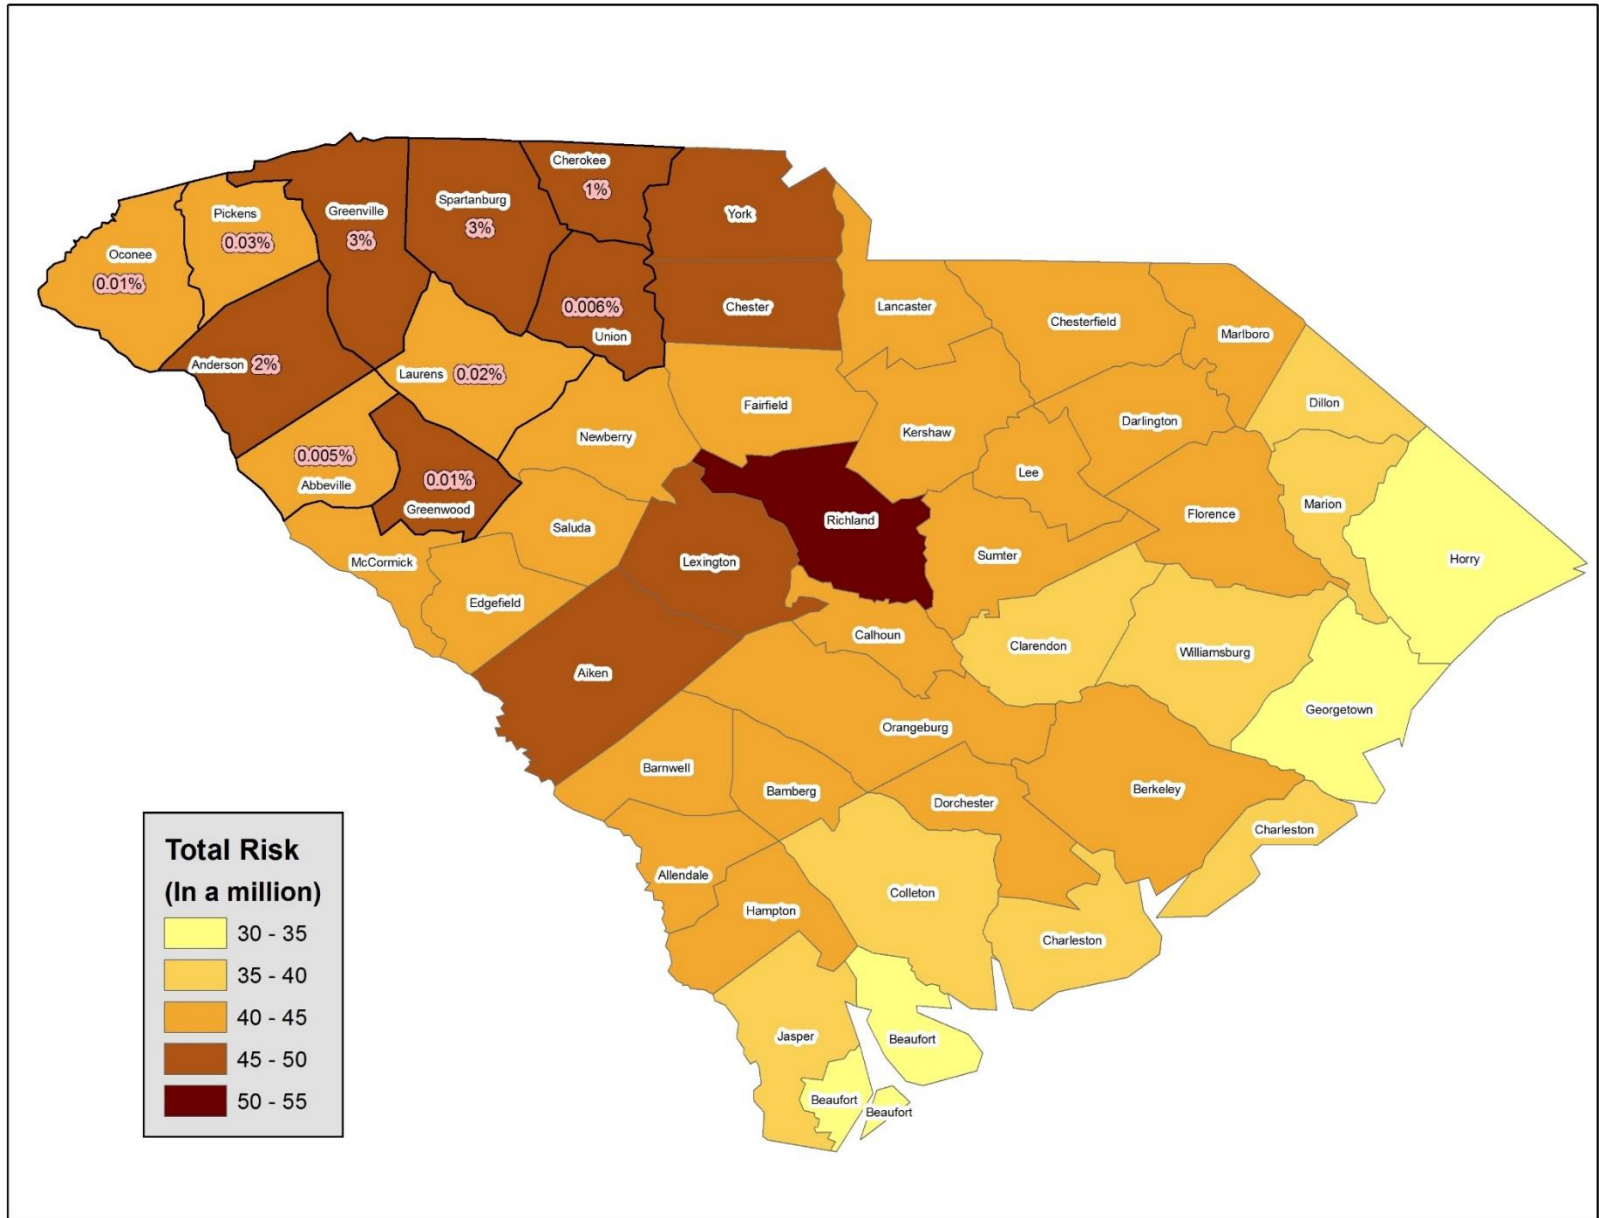 Cherokee
1%
Spartanburg
3%
Greenville
3%
Pickens
0.03%
Oconee
0.01%
York
Chester
0.006%
Union
Anderson 2%
Laurens 0.02%
Lancaster
Chesterfield
Marlboro
Dillon
Fairfield
Newberry
Kershaw
Darlington
Lee
0.005%
Abbeville
0.01%
Greenwood
Saluda
Richland
Florence
Marion
McCormick
Lexington
Sumter
Horry
Edgefield
Calhoun
Clarendon
Williamsburg
Aiken
Georgetown
Orangeburg
Barnwell
Bamberg
Dorchester
Berkeley
Charleston
Allendale
Colleton
Hampton
Charleston
Jasper
Beaufort
Beaufort
Beaufort
Total Risk
(In a million)
30 - 35
35 - 40
40 - 45
45 - 50
50 - 55